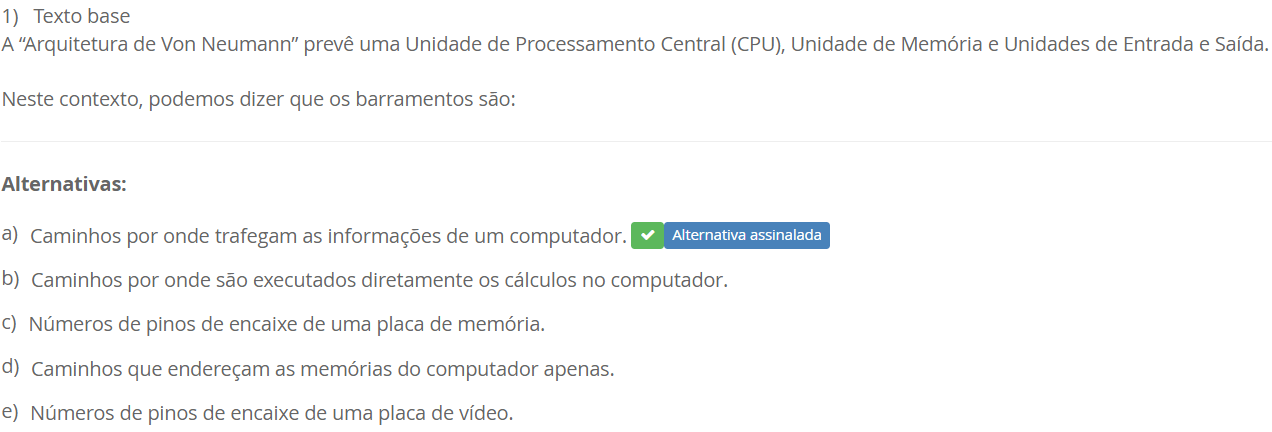 1) Texto base
A “Arquitetura de Von Neumann” prevê uma Unidade de Processamento Central (CPU), Unidade de Memória e Unidades de Entrada e Saída.
Neste contexto, podemos dizer que os barramentos são:
Alternativas:
a) Caminhos por onde trafegam as informações de um computador. Alternativa assinalada
b) Caminhos por onde são executados diretamente os cálculos no computador.
c) Números de pinos de encaixe de uma placa de memória.
d) Caminhos que endereçam as memórias do computador apenas.
e) Números de pinos de encaixe de uma placa de vídeo.